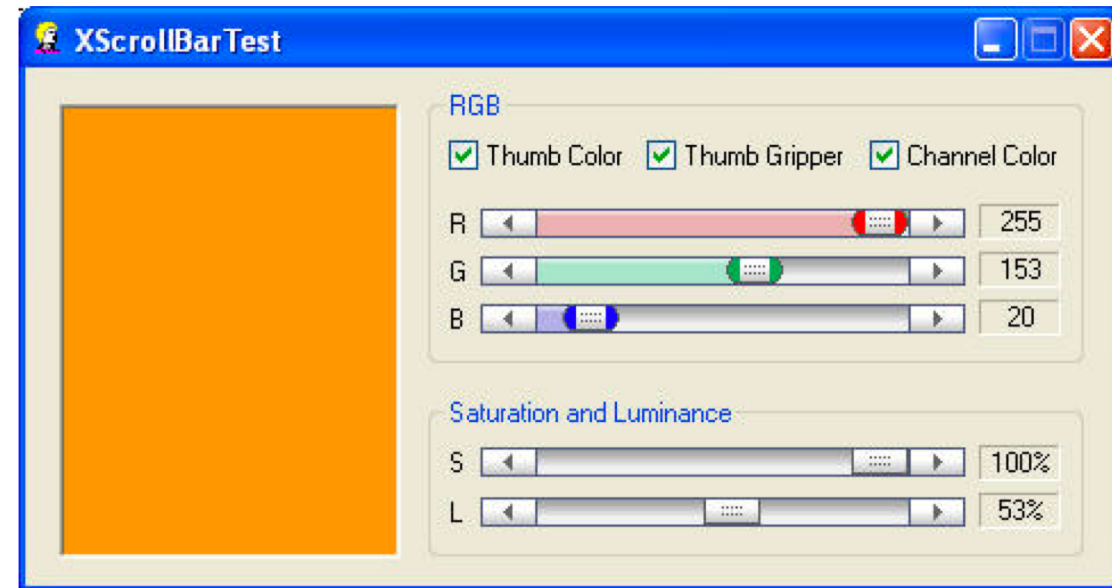 XScrollBarTest
RGB
Thumb Color Thumb Gripper Channel Color
R 255
G 153
B 20
Saturation and Luminance
S 100%
L 53%